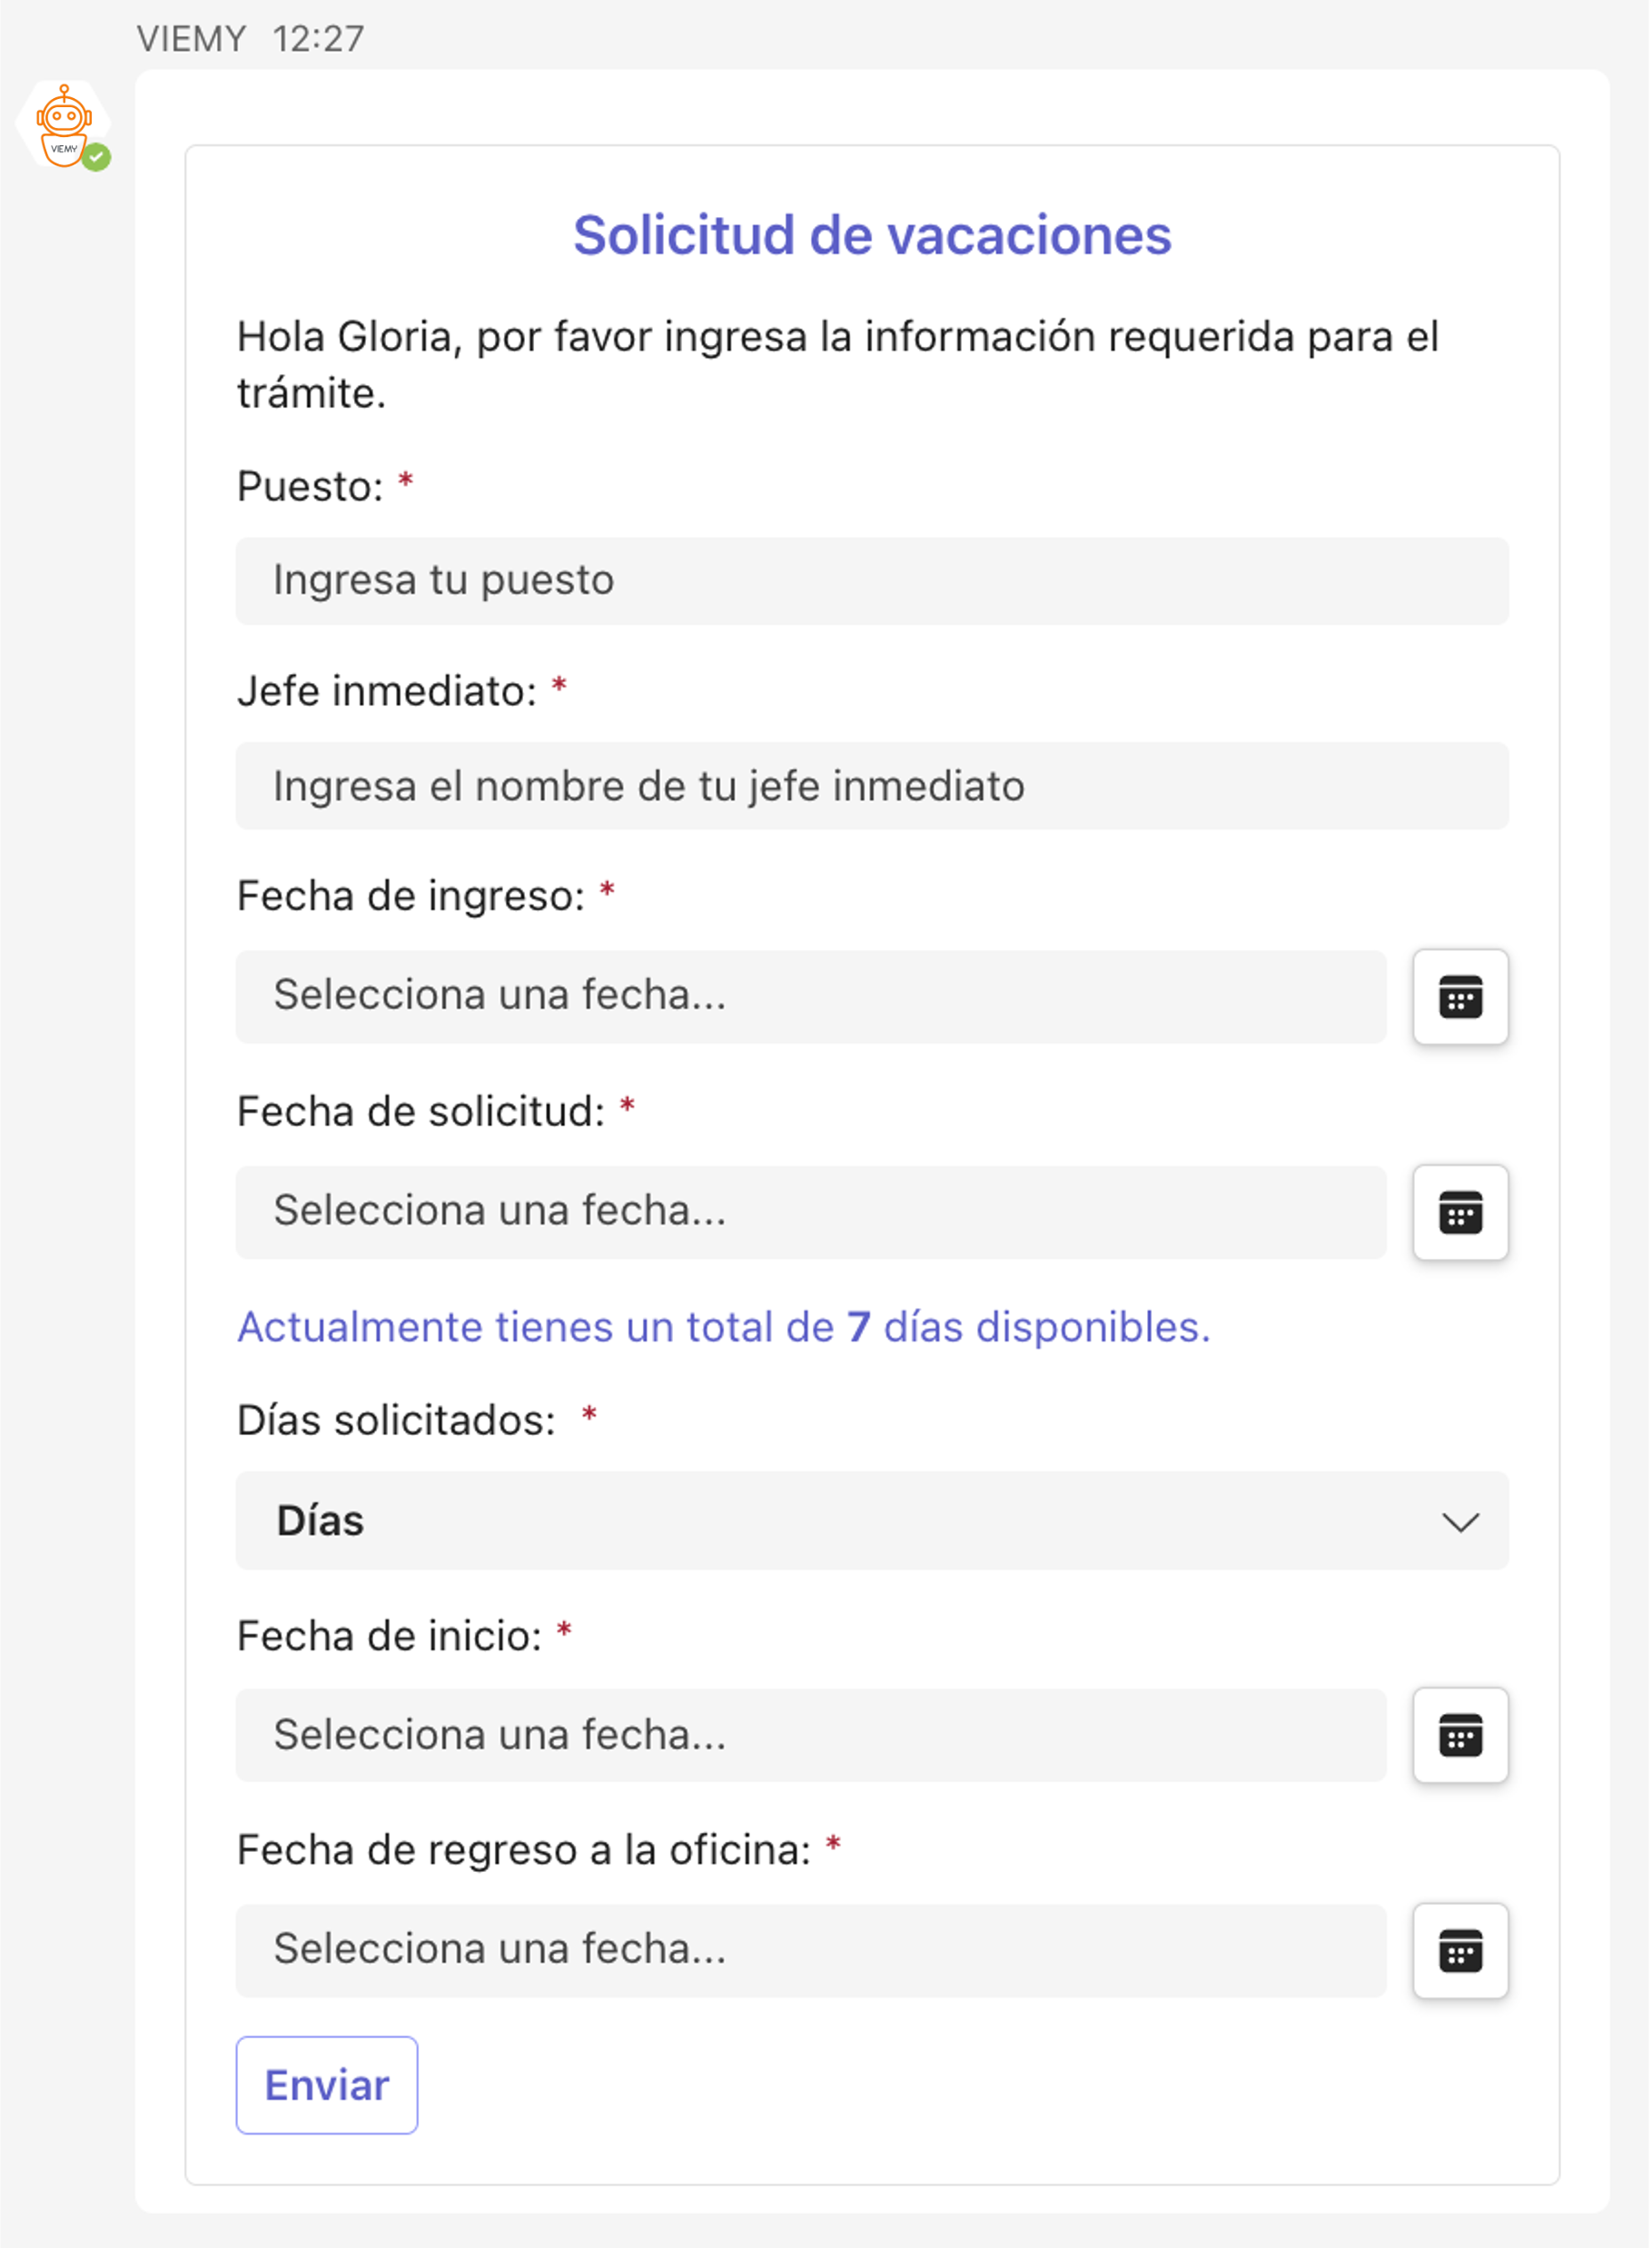 VIEMY 12:27
VIEMY
Solicitud de vacaciones
Hola Gloria, por favor ingresa la información requerida para el
trámite.
Puesto: *
Ingresa tu puesto
Jefe inmediato: *
Ingresa el nombre de tu jefe inmediato
Fecha de ingreso: *
Selecciona una fecha...
Fecha de solicitud: *
Selecciona una fecha...
Actualmente tienes un total de 7 días disponibles.
Días solicitados: *
Días
Fecha de inicio: *
Selecciona una fecha...
Fecha de regreso a la oficina: *
Selecciona una fecha...
Enviar